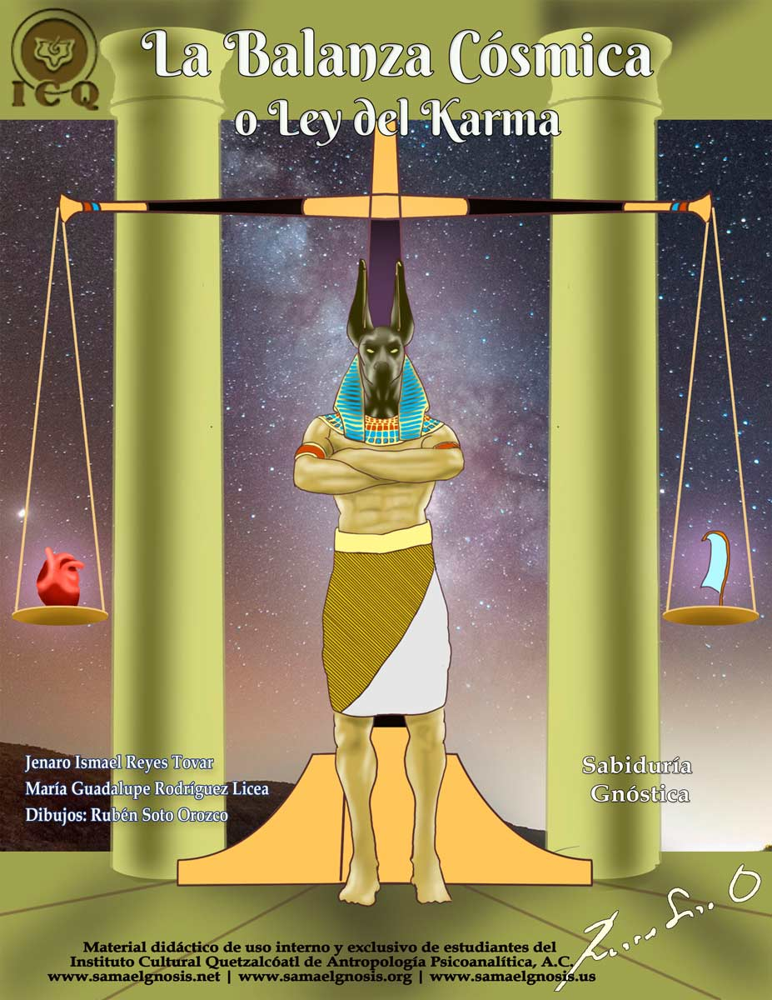 ICQ
La Balanza Cósmica
o Ley del Karma
Jenaro Ismael Reyes Tovar
María Guadalupe Rodríguez Licea
Dibujos: Rubén Soto Orozco
Sabiduría
Gnóstica
Material didáctico de uso interno y exclusivo de estudiantes del
Instituto Cultural Quetzalcóatl de Antropología Psicoanalítica, A.C.
www.samaelgnosis.net | www.samaelgnosis.org | www.samaelgnosis.us